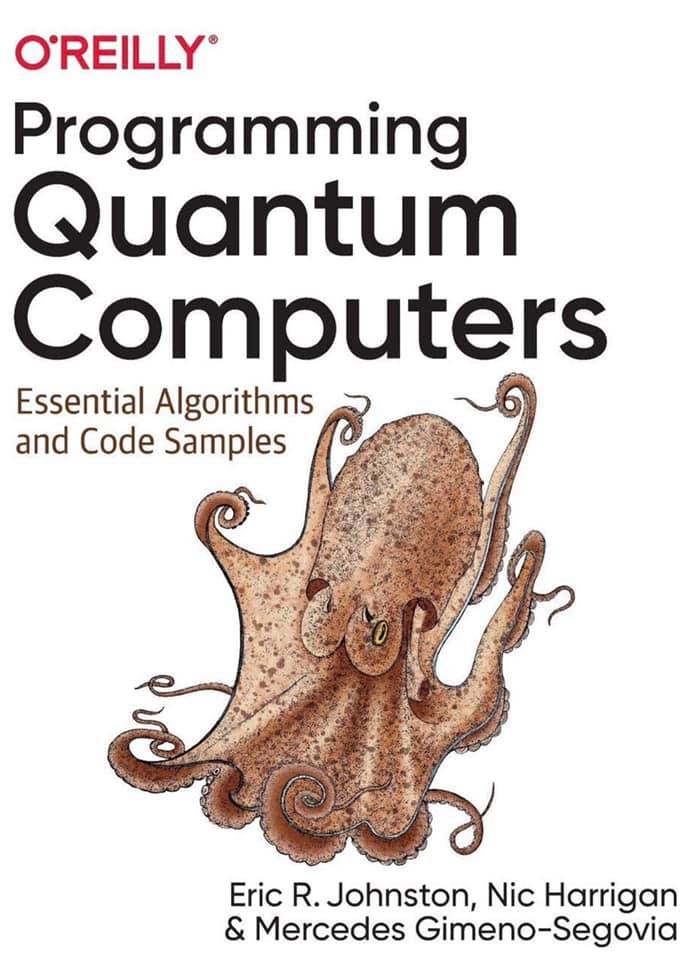 O'REILLY®
Programming
Quantum
Computers
Essential Algorithms
and Code Samples
Eric R. Johnston, Nic Harrigan
& Mercedes Gimeno-Segovia